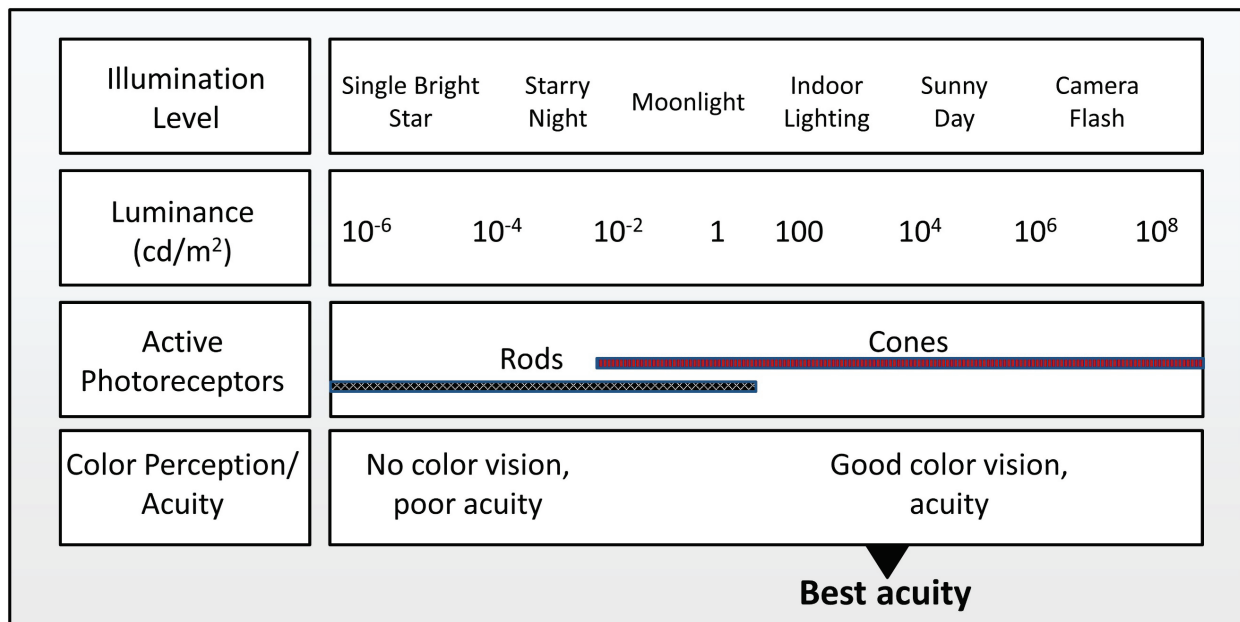 Illumination
Level
Single Bright
Star
Starry
Night
Moonlight
Indoor
Lighting
Sunny
Day
Camera
Flash
Luminance
(cd/m²)
10⁻⁶ 10⁻⁴ 10⁻² 1 100 10⁴ 10⁶ 10⁸
Active
Photoreceptors
Rods
Cones
Color Perception/
Acuity
No color vision,
poor acuity
Good color vision,
acuity
Best acuity